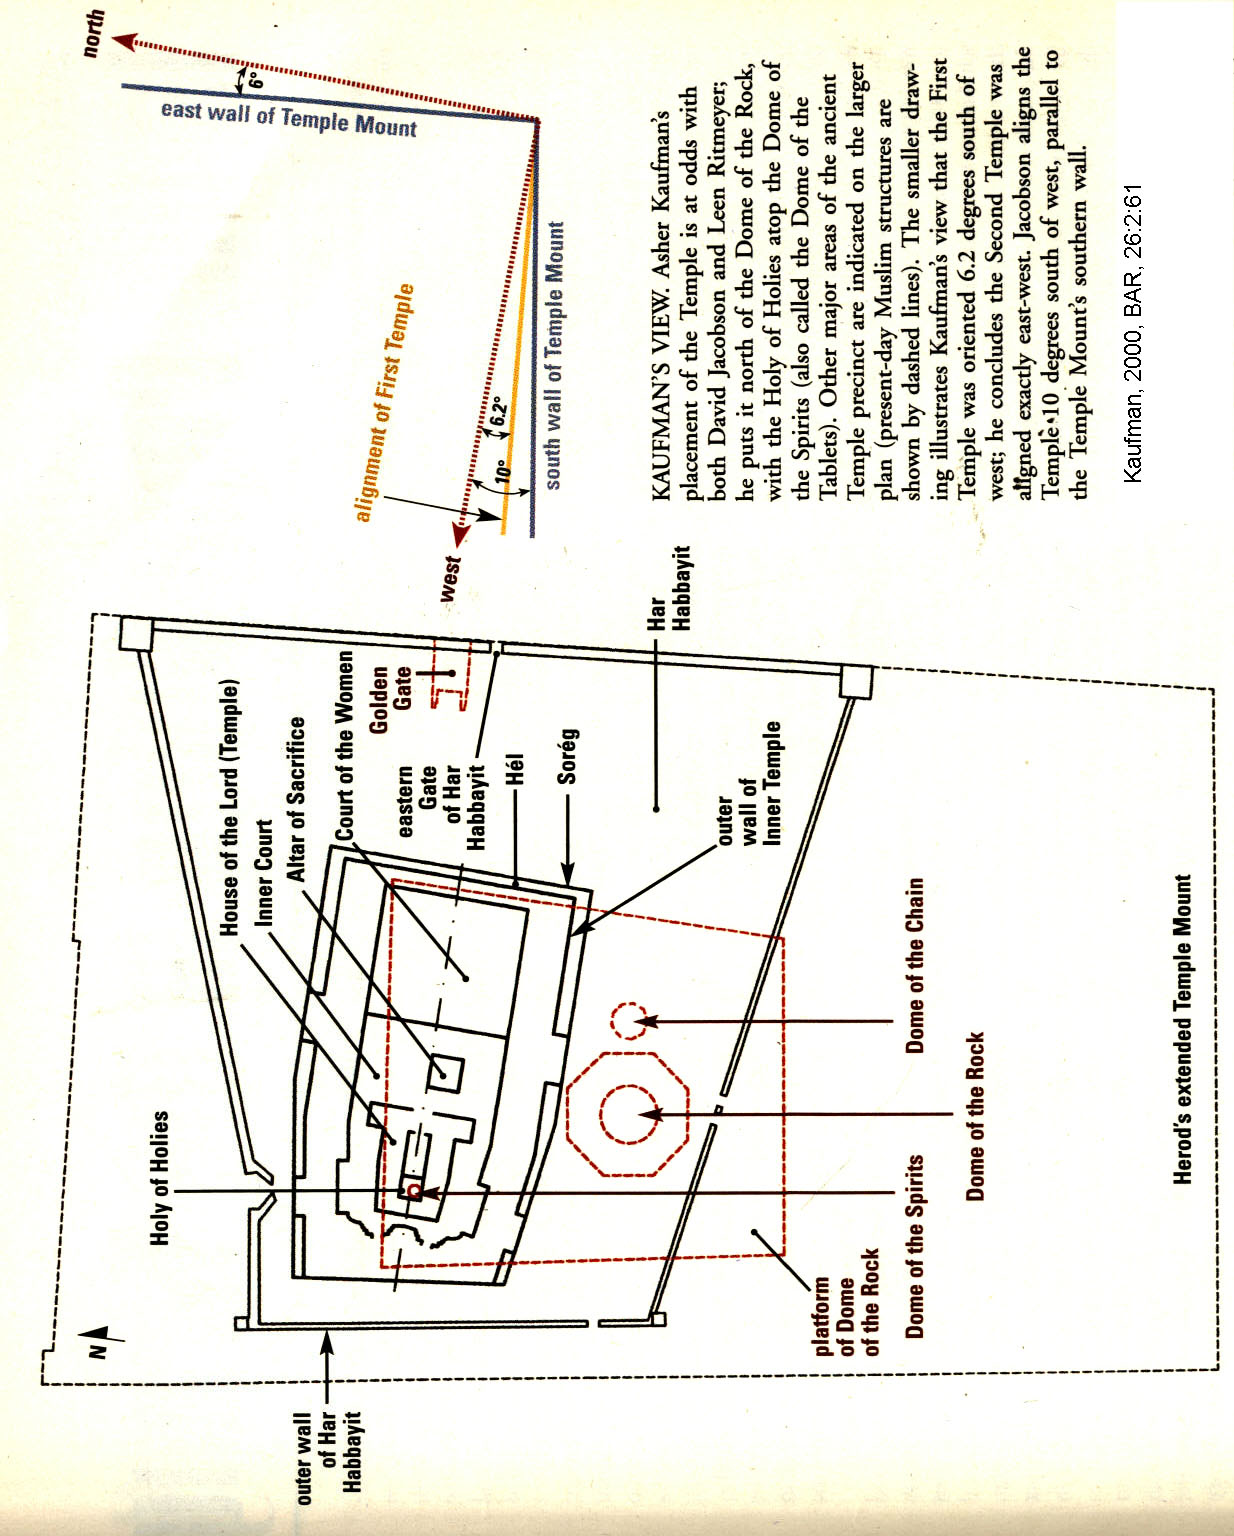 north
6°
east wall of Temple Mount
alignment of First Temple
6.2°
10°
west
south wall of Temple Mount
KAUFMAN'S VIEW. Asher Kaufman's
placement of the Temple is at odds with
both David Jacobson and Leen Ritmeyer;
he puts it north of the Dome of the Rock,
with the Holy of Holies atop the Dome of
the Spirits (also called the Dome of the
Tablets). Other major areas of the ancient
Temple precinct are indicated on the larger
plan (present-day Muslim structures are
shown by dashed lines). The smaller draw-
ing illustrates Kaufman's view that the First
Temple was oriented 6.2 degrees south of
west; he concludes the Second Temple was
aligned exactly east-west. Jacobson aligns the
Temple 10 degrees south of west, parallel to
the Temple Mount's southern wall.
Kaufman, 2000, BAR, 26:2:61
N
outer wall
of Har
Habbayit
Holy of Holies
House of the Lord (Temple)
Inner Court
Altar of Sacrifice
Court of the Women
Golden
Gate
eastern
Gate
of Har
Habbayit
Hél
Sorég
Har
Habbayit
outer
wall of
Inner Temple
platform
of Dome
of the Rock
Dome of the Spirits
Dome of the Rock
Dome of the Chain
Herod's extended Temple Mount